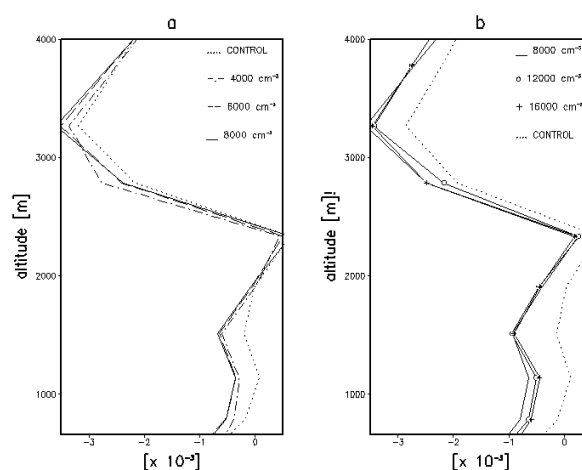 a
CONTROL
4000 cm⁻³
6000 cm⁻³
8000 cm⁻³
4000
3000
2000
1000
altitude [m]
-3
-2
-1
0
[x 10⁻³]
b
8000 cm⁻³
12000 cm⁻³
16000 cm⁻³
CONTROL
4000
3000
2000
1000
altitude [m]!
-3
-2
-1
0
[x 10⁻³]